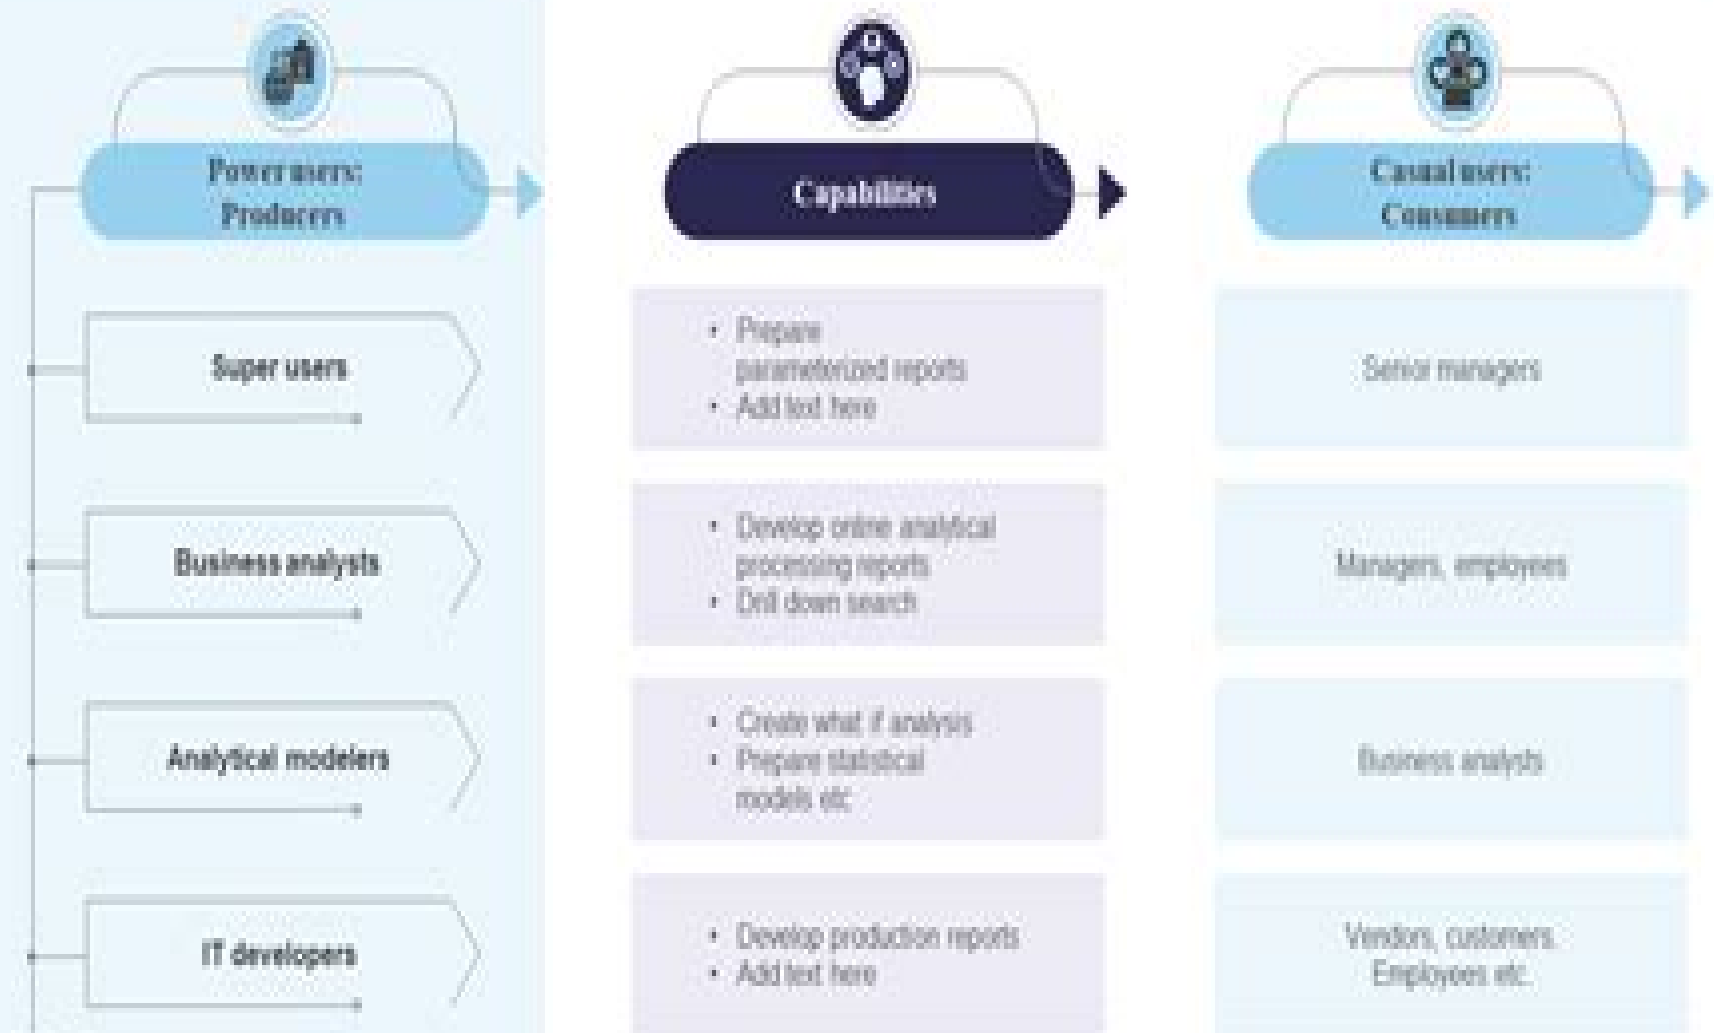 Power users:
Producers
Capabilities
Casual users:
Consumers
Super users
• Prepare
parameterized reports
• Add text here
Senior managers
Business analysts
• Develop online analytical
processing reports
• Drill down search
Managers, employees
Analytical modelers
• Create what if analysis
• Prepare statistical
models etc
Business analysts
IT developers
• Develop production reports
• Add text here
Vendors, customers,
Employees etc.